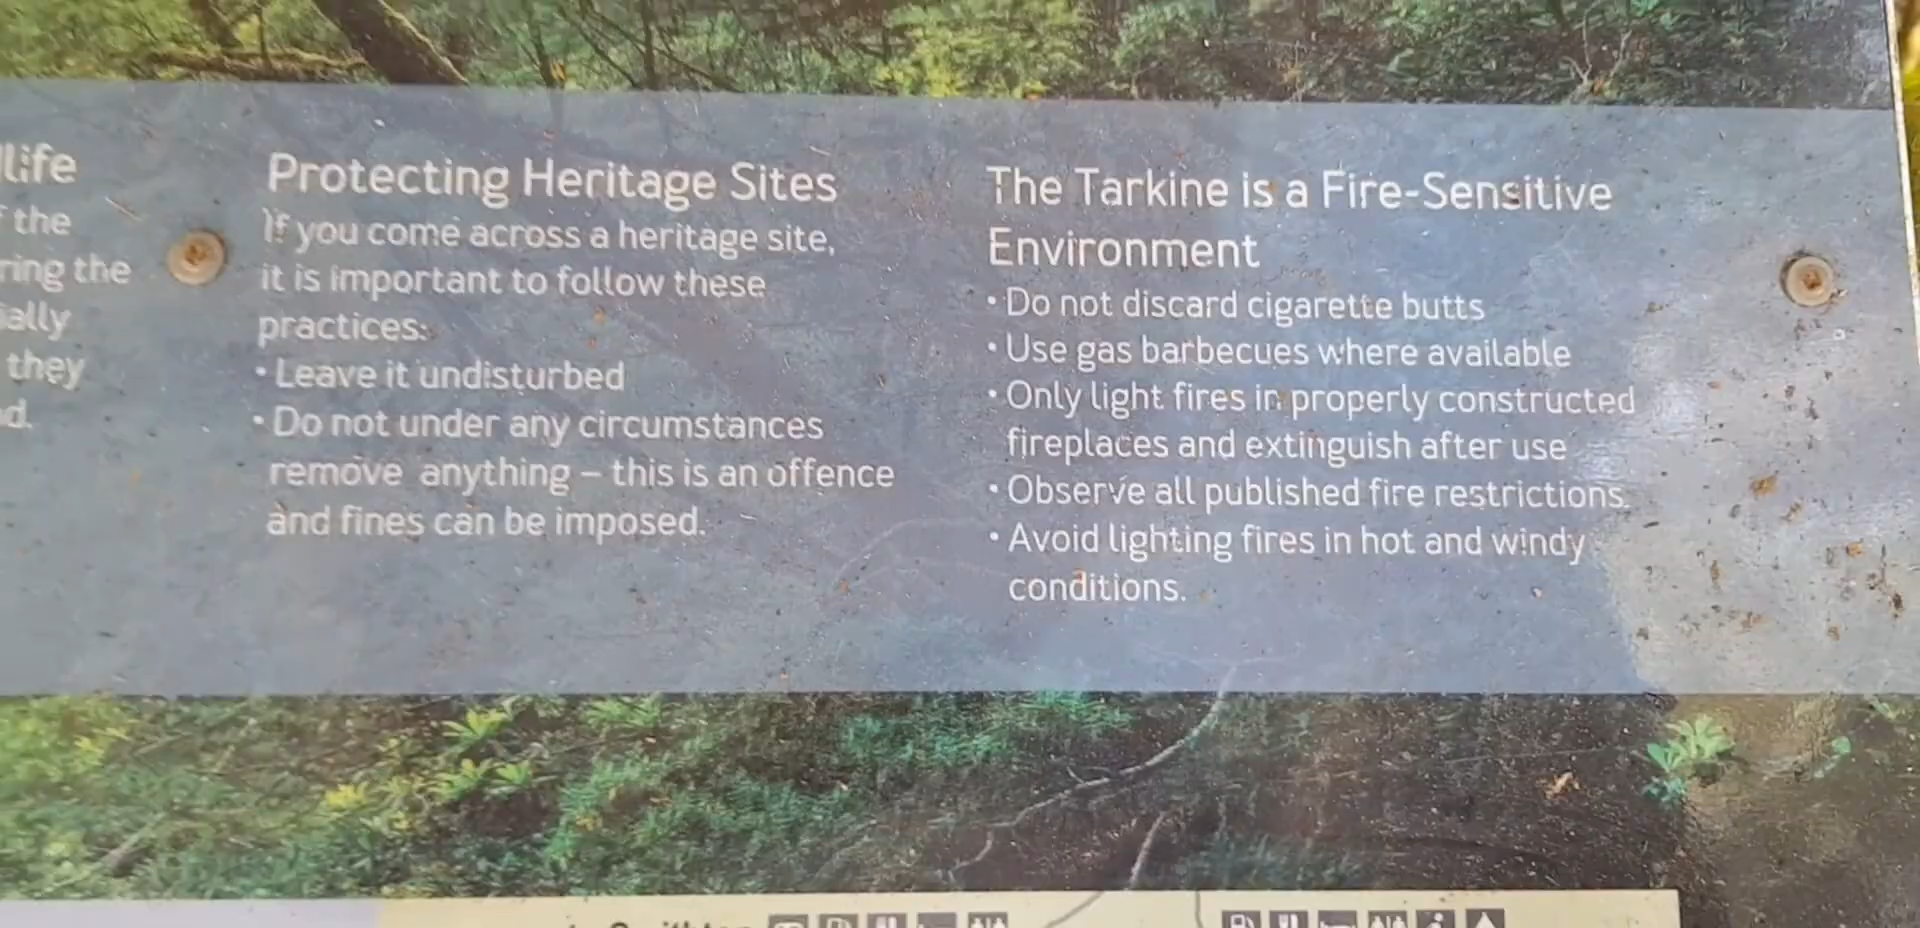 life
the
ring the
ally
they
d.
Protecting Heritage Sites
If you come across a heritage site,
it is important to follow these
practices:
• Leave it undisturbed
• Do not under any circumstances
remove anything – this is an offence
and fines can be imposed.
The Tarkine is a Fire-Sensitive
Environment
• Do not discard cigarette butts
• Use gas barbecues where available
• Only light fires in properly constructed
fireplaces and extinguish after use
• Observe all published fire restrictions.
• Avoid lighting fires in hot and windy
conditions.